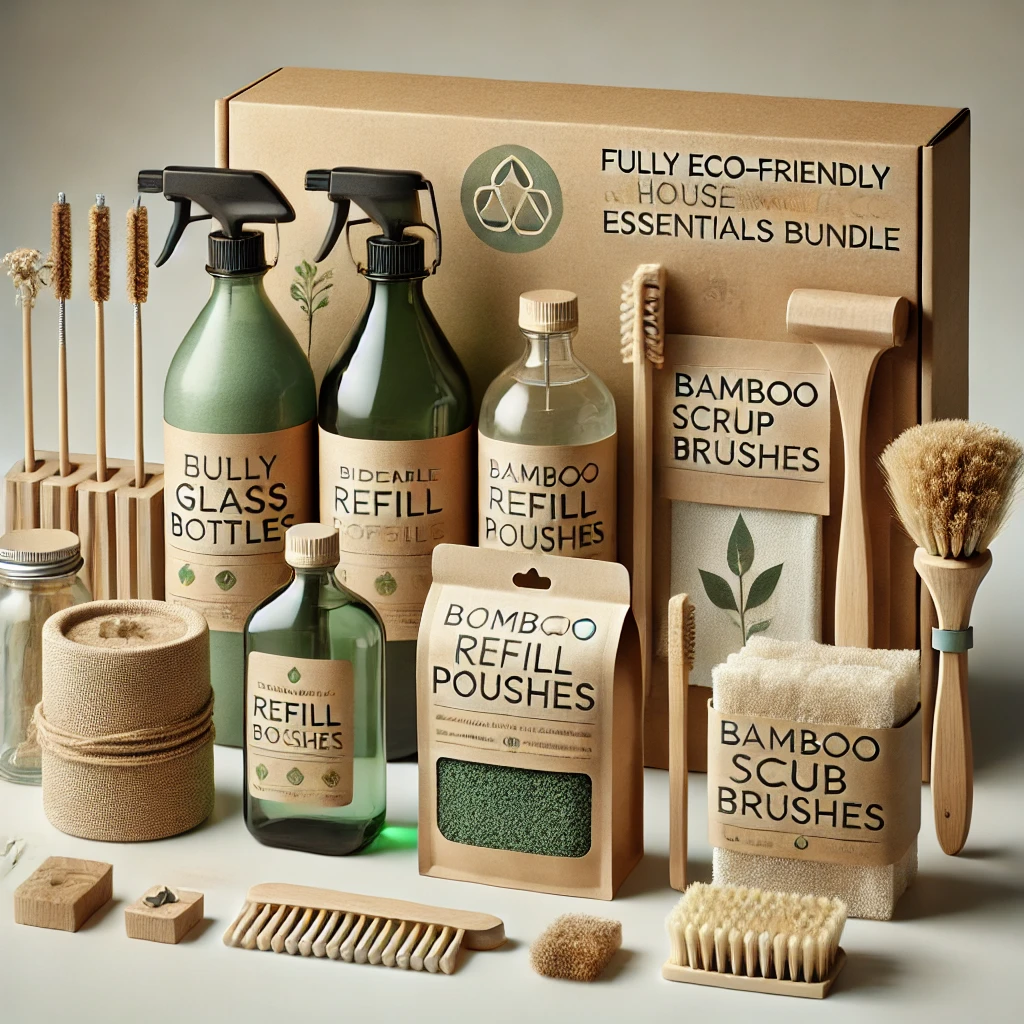 FULLY ECO-FRIENDLY
HOUSE
ESSENTIALS BUNDLE
BAMBOO
SCRUP
BRUSHES
BULLY
GLASS
BOTTLES
REFILL
BAMBOO
REFILL
POUSHES
BOMBOO
REFILL
POUSHES
REFILL
BOOSHES
BAMBOO
SCUB
BRUSHES